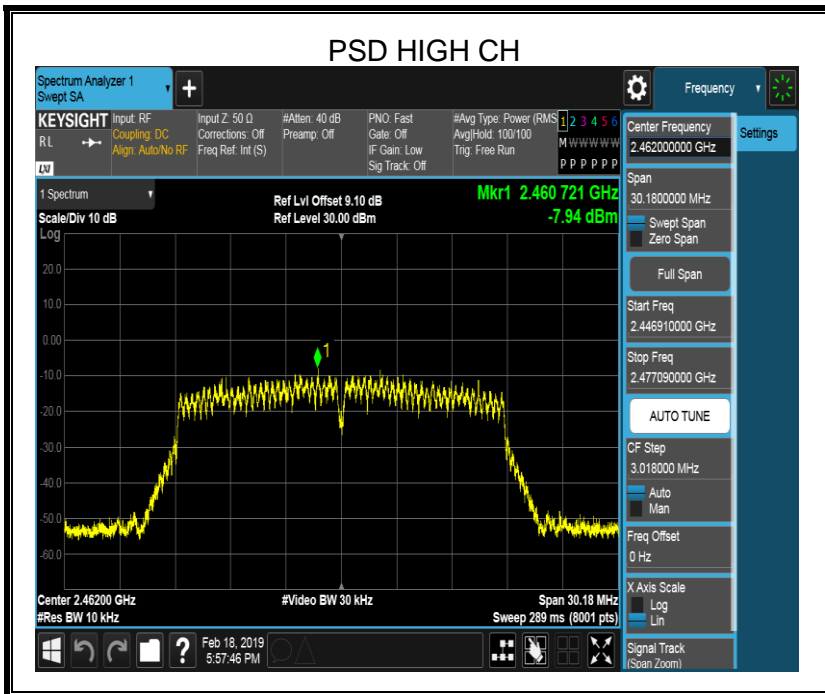 PSD HIGH CH
Spectrum Analyzer 1
Swept SA
+
Frequency
KEYSIGHT
RL
LXI
Input: RF
Coupling: DC
Align: Auto/No RF
Input Z: 50 Ω
Corrections: Off
Freq Ref: Int (S)
#Atten: 40 dB
Preamp: Off
PNO: Fast
Gate: Off
IF Gain: Low
Sig Track: Off
#Avg Type: Power (RMS
Avg|Hold: 100/100
Trig: Free Run
1 2 3 4 5 6
M W W W W W
P P P P P P
Center Frequency
2.462000000 GHz
Settings
Span
30.1800000 MHz
Swept Span
Zero Span
Full Span
Start Freq
2.446910000 GHz
Stop Freq
2.477090000 GHz
AUTO TUNE
CF Step
3.018000 MHz
Auto
Man
Freq Offset
0 Hz
X Axis Scale
Log
Lin
Signal Track
(Span Zoom)
1 Spectrum
Scale/Div 10 dB
Log
Ref Lvl Offset 9.10 dB
Ref Level 30.00 dBm
Mkr1 2.460 721 GHz
-7.94 dBm
20.0
10.0
0.00
1
-10.0
-20.0
-30.0
-40.0
-50.0
-60.0
Center 2.46200 GHz
#Res BW 10 kHz
#Video BW 30 kHz
Span 30.18 MHz
Sweep 289 ms (8001 pts)
?
Feb 18, 2019
5:57:46 PM